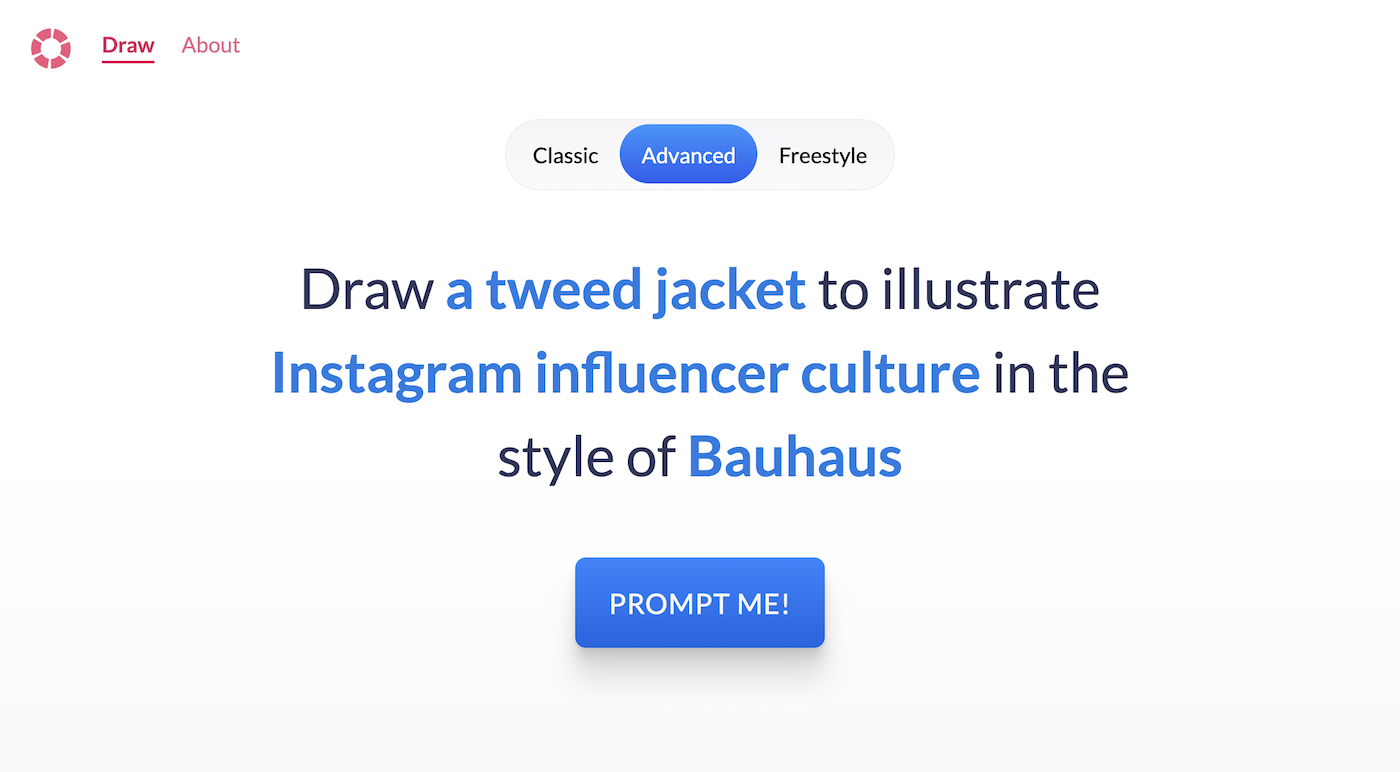 Draw About
Classic Advanced Freestyle
Draw a tweed jacket to illustrate
Instagram influencer culture in the
style of Bauhaus
PROMPT ME!